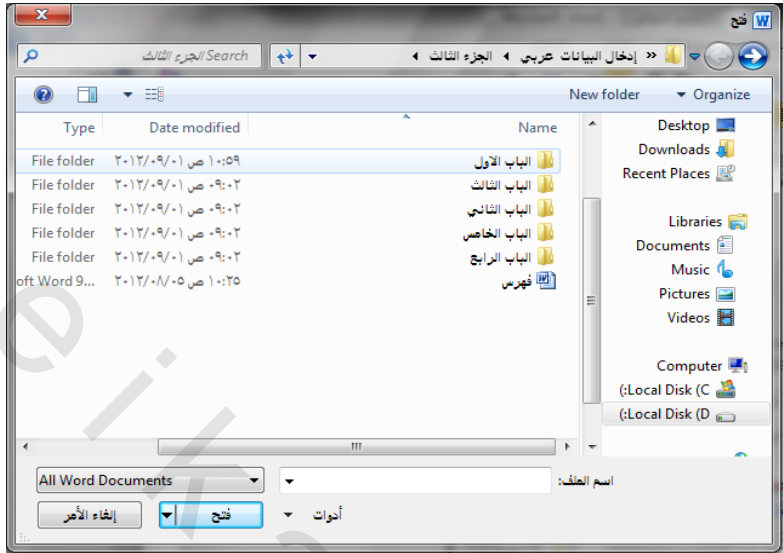 فتح
« إدخال البيانات عربي ◂ الجزء الثالث ◂
Search الجزء الثالث
Organize
New folder
Name
Date modified
Type
الباب الاول
١٠:٥٩ ص ٢٠١٢/٠٩/٠١
File folder
الباب الثالث
٠٩:٠٢ ص ٢٠١٢/٠٩/٠١
File folder
الباب الثاني
٠٩:٠٢ ص ٢٠١٢/٠٩/٠١
File folder
الباب الخامس
٠٩:٠٢ ص ٢٠١٢/٠٩/٠١
File folder
الباب الرابع
٠٩:٠٢ ص ٢٠١٢/٠٩/٠١
File folder
فهرس
١٠:٢٥ ص ٢٠١٢/٠٨/٠٥
oft Word 9...
Desktop
Downloads
Recent Places
Libraries
Documents
Music
Pictures
Videos
Computer
(:Local Disk (C
(:Local Disk (D
اسم الملف:
All Word Documents
أدوات
فتح
إلغاء الأمر